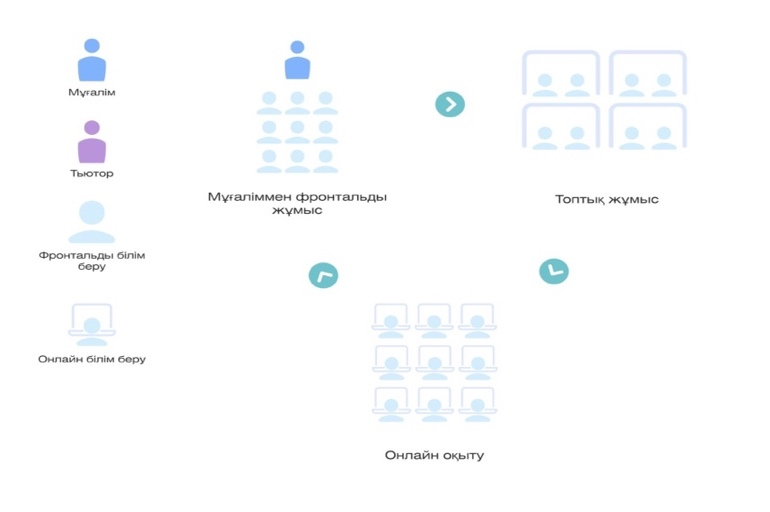 Мұғалім
Тьютор
Фронтальды білім
беру
Онлайн білім беру
Мұғаліммен фронтальды
жұмыс
Топтық жұмыс
Онлайн оқыту